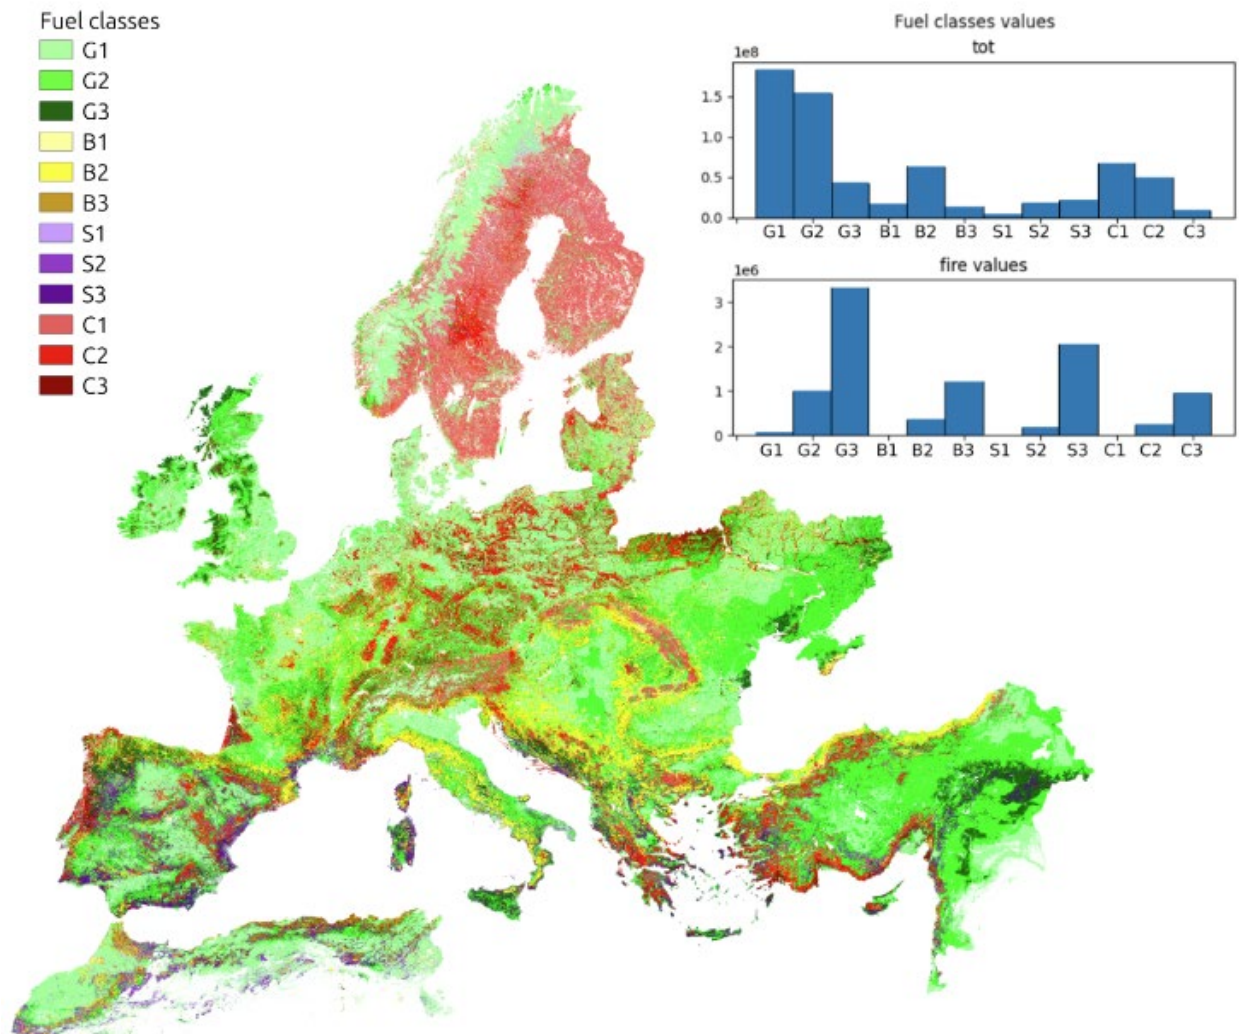 Fuel classes
G1
G2
G3
B1
B2
B3
S1
S2
S3
C1
C2
C3
Fuel classes values
tot
1e8
1.5
1.0
0.5
0.0
G1 G2 G3 B1 B2 B3 S1 S2 S3 C1 C2 C3
fire values
1e6
3
2
1
0
G1 G2 G3 B1 B2 B3 S1 S2 S3 C1 C2 C3